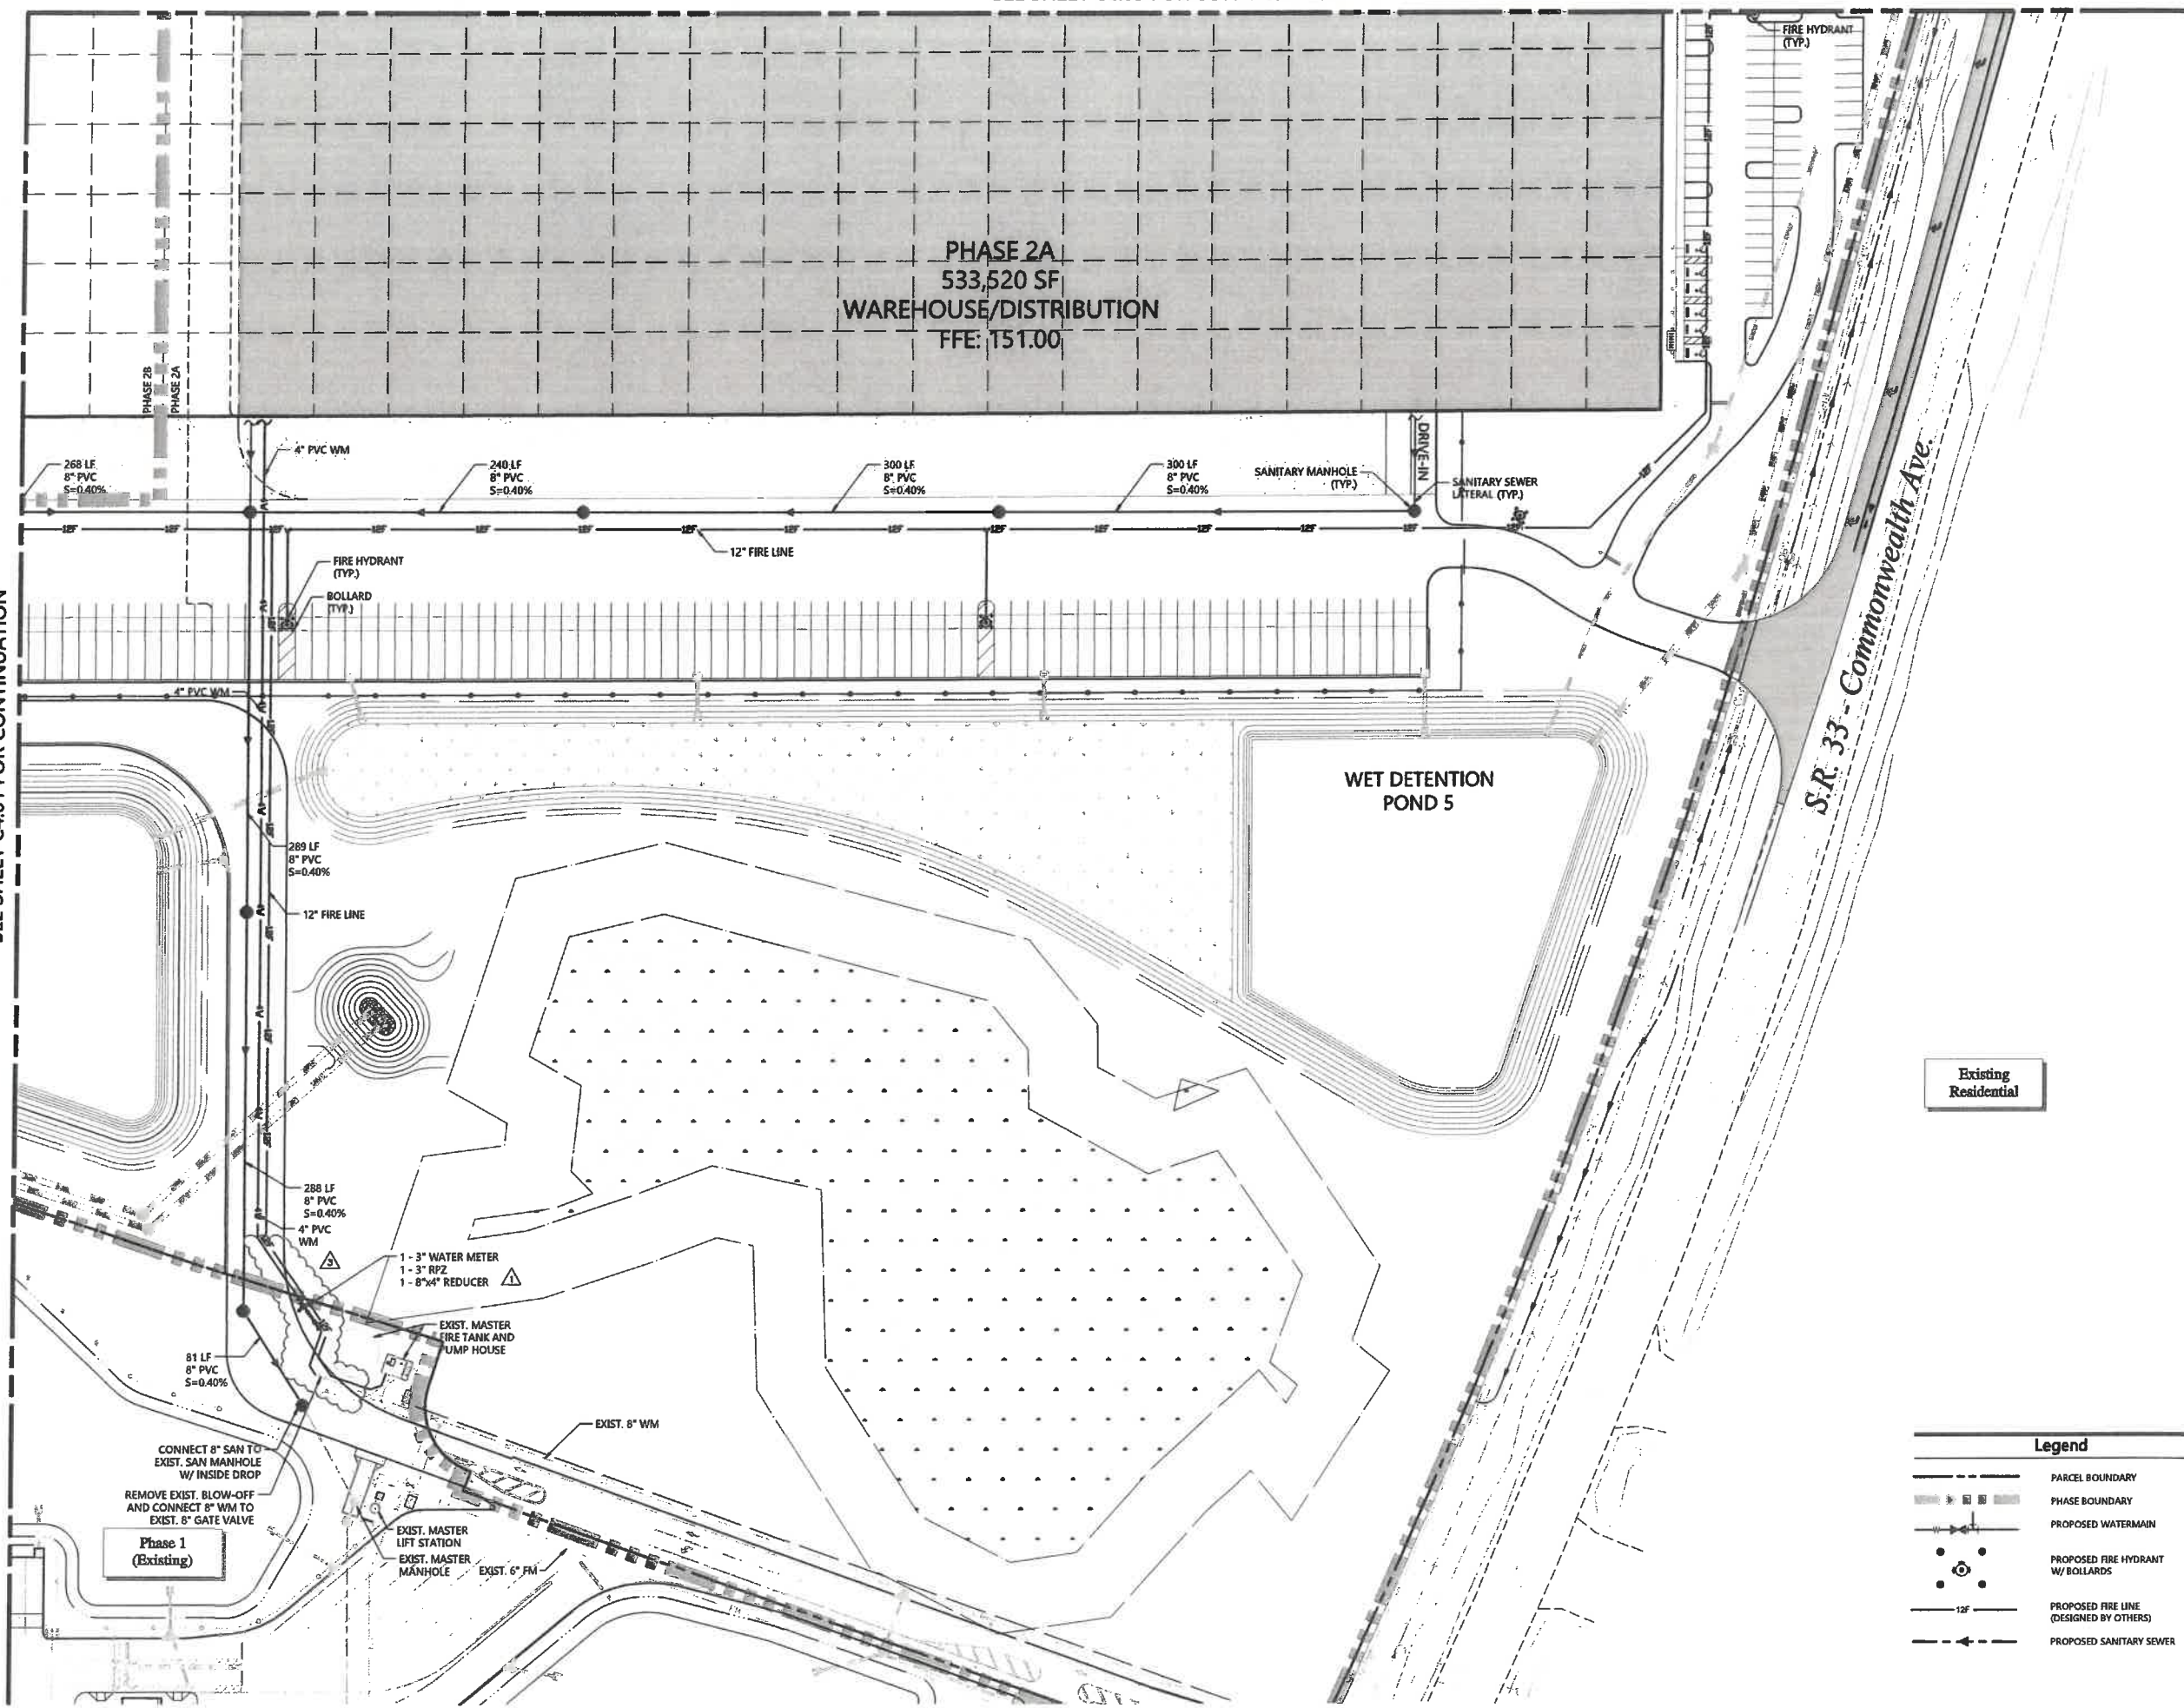 FIRE HYDRANT
(TYP.)
PHASE 2A
533,520 SF
WAREHOUSE/DISTRIBUTION
FFE: 151.00
PHASE 2B
PHASE 2A
4" PVC WM
268 LF
8" PVC
S=0.40%
240 LF
8" PVC
S=0.40%
300 LF
8" PVC
S=0.40%
300 LF
8" PVC
S=0.40%
SANITARY MANHOLE
(TYP.)
DRIVE-IN
SANITARY SEWER
LATERAL (TYP.)
12" FIRE LINE
FIRE HYDRANT
(TYP.)
BOLLARD
(TYP.)
4" PVC WM
S.R. 33 - Commonwealth Ave.
WET DETENTION
POND 5
289 LF
8" PVC
S=0.40%
12" FIRE LINE
Existing
Residential
288 LF
8" PVC
S=0.40%
4" PVC
WM
3
1 - 3" WATER METER
1 - 3" RPZ
1 - 8"x4" REDUCER
1
EXIST. MASTER
FIRE TANK AND
UMP HOUSE
81 LF
8" PVC
S=0.40%
EXIST. 8" WM
CONNECT 8" SAN TO
EXIST. SAN MANHOLE
W/ INSIDE DROP
REMOVE EXIST. BLOW-OFF
AND CONNECT 8" WM TO
EXIST. 8" GATE VALVE
Phase 1
(Existing)
EXIST. MASTER
LIFT STATION
EXIST. MASTER
MANHOLE
EXIST. 6" FM
Legend
PARCEL BOUNDARY
PHASE BOUNDARY
PROPOSED WATERMAIN
PROPOSED FIRE HYDRANT
W/ BOLLARDS
12F
PROPOSED FIRE LINE
(DESIGNED BY OTHERS)
PROPOSED SANITARY SEWER